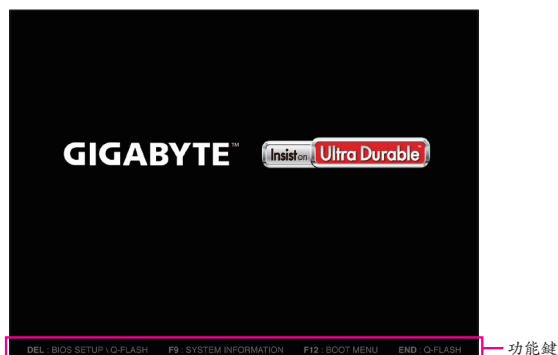 GIGABYTE™ Insist on Ultra Durable™
DEL : BIOS SETUP \ Q-FLASH F9 : SYSTEM INFORMATION F12 : BOOT MENU END : Q-FLASH
功能鍵